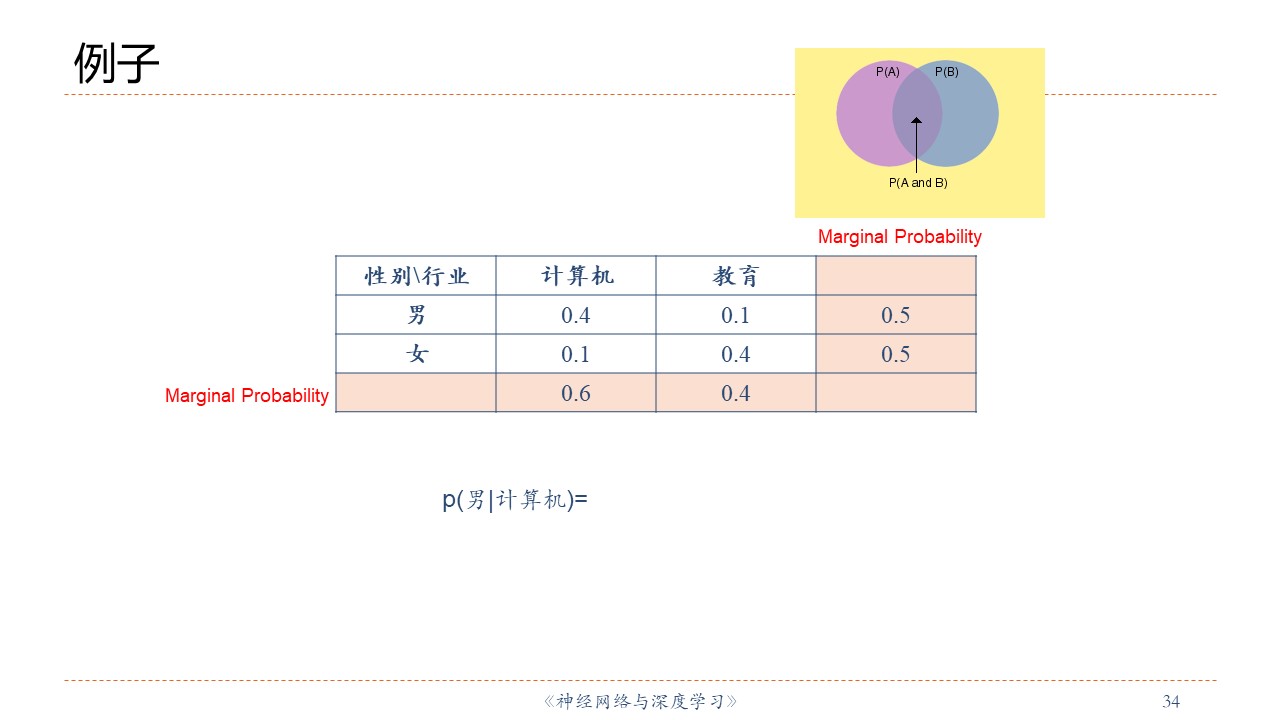 例子
P(A) P(B)
P(A and B)
Marginal Probability
性别\行业 计算机 教育
男 0.4 0.1 0.5
女 0.1 0.4 0.5
Marginal Probability 0.6 0.4
p(男|计算机)=
《神经网络与深度学习》 34